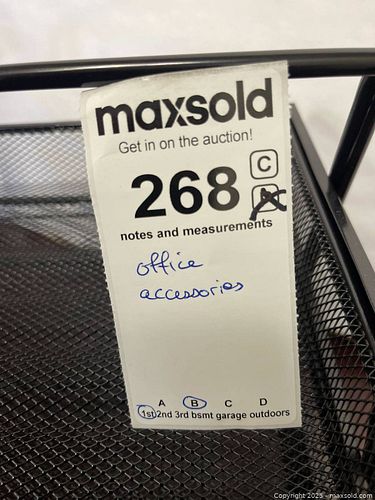 maxsold
Get in on the auction!
268 C
notes and measurements
office
accessories
A B C D
1st 2nd 3rd bsmt garage outdoors
Copyright 2025 - www.maxsold.com